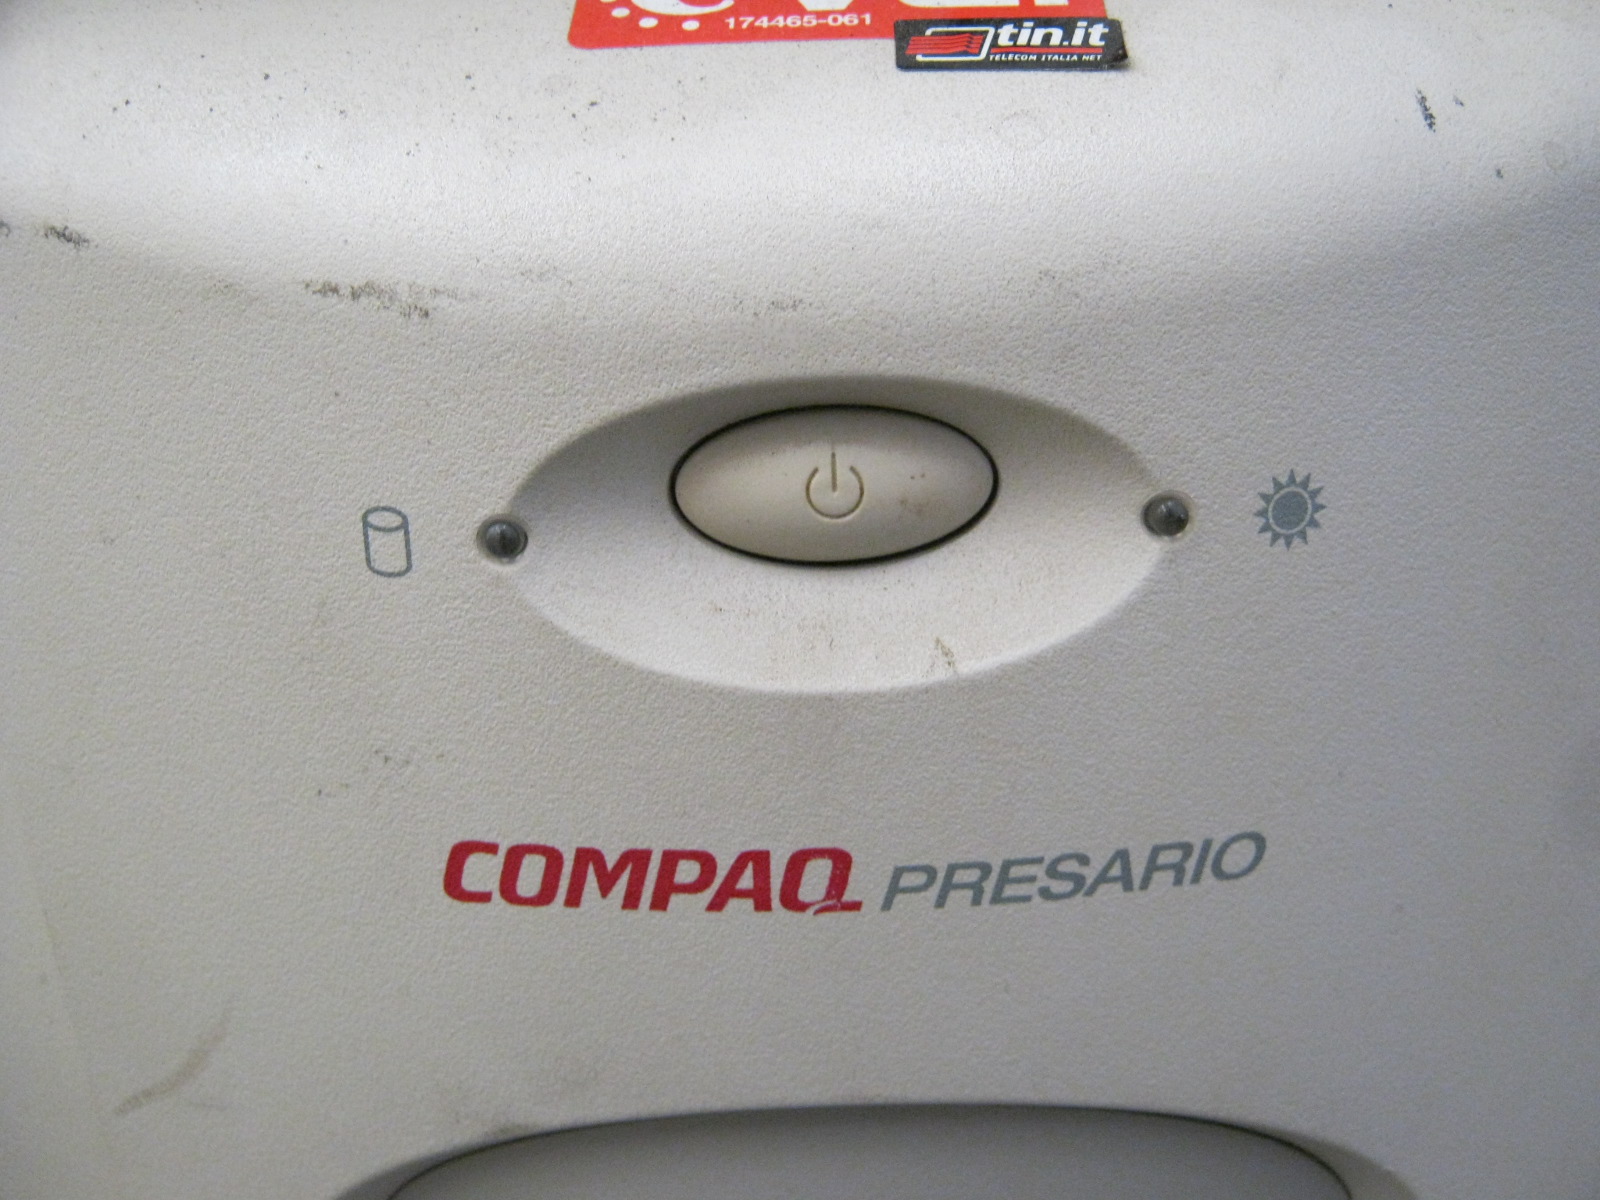 174465-061
tin.it
TELECOM ITALIA NET
COMPAQ PRESARIO